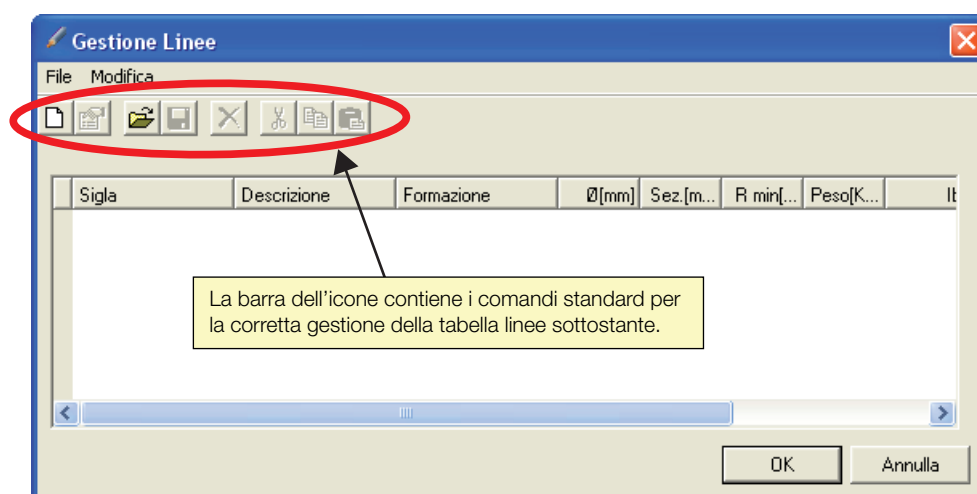 Gestione Linee
File Modifica
Sigla Descrizione Formazione Ø[mm] Sez.[m... R min[... Peso[K...
La barra dell'icone contiene i comandi standard per
la corretta gestione della tabella linee sottostante.
OK Annulla